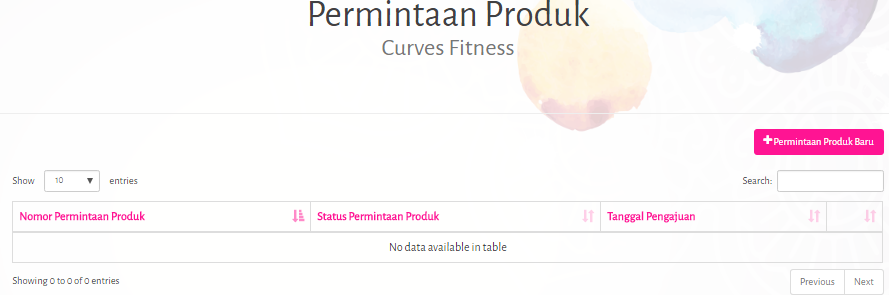 Permintaan Produk
Curves Fitness
Permintaan Produk Baru
Show 10 entries
Search:
Nomor Permintaan Produk Status Permintaan Produk Tanggal Pengajuan
No data available in table
Showing 0 to 0 of 0 entries
Previous Next